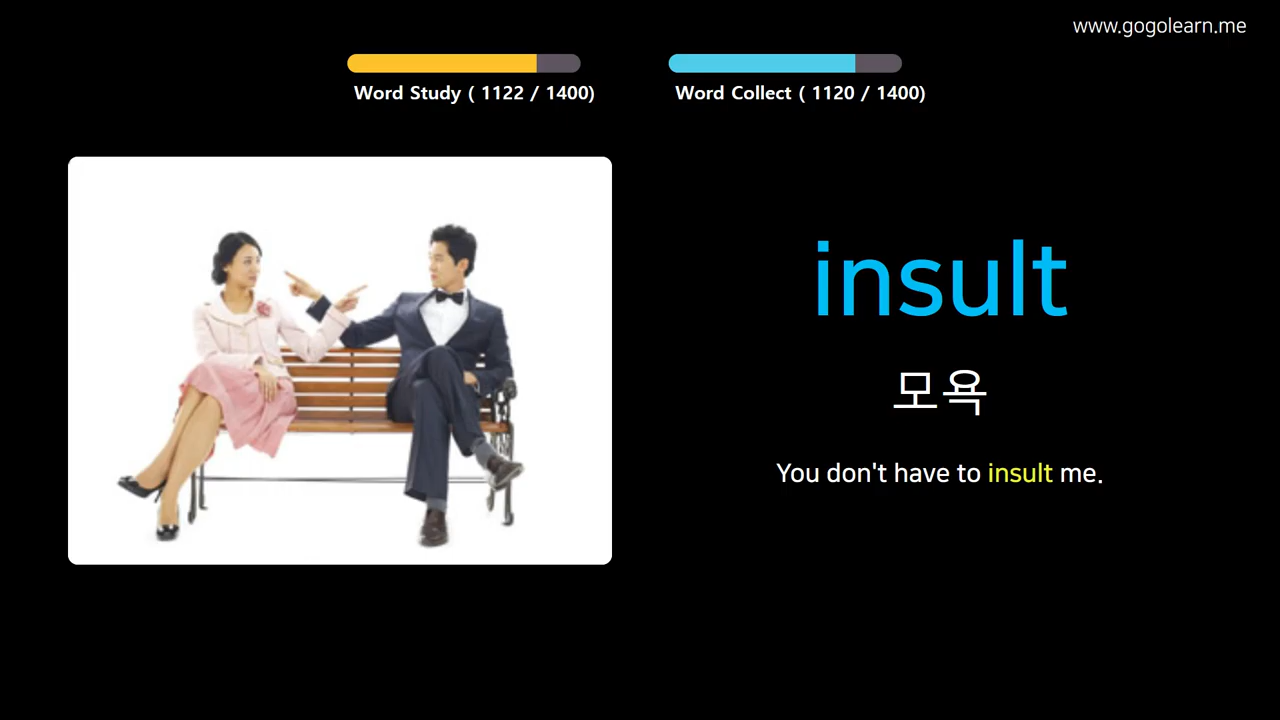 www.gogolearn.me
Word Study ( 1122 / 1400)
Word Collect ( 1120 / 1400)
insult
모욕
You don't have to insult me.